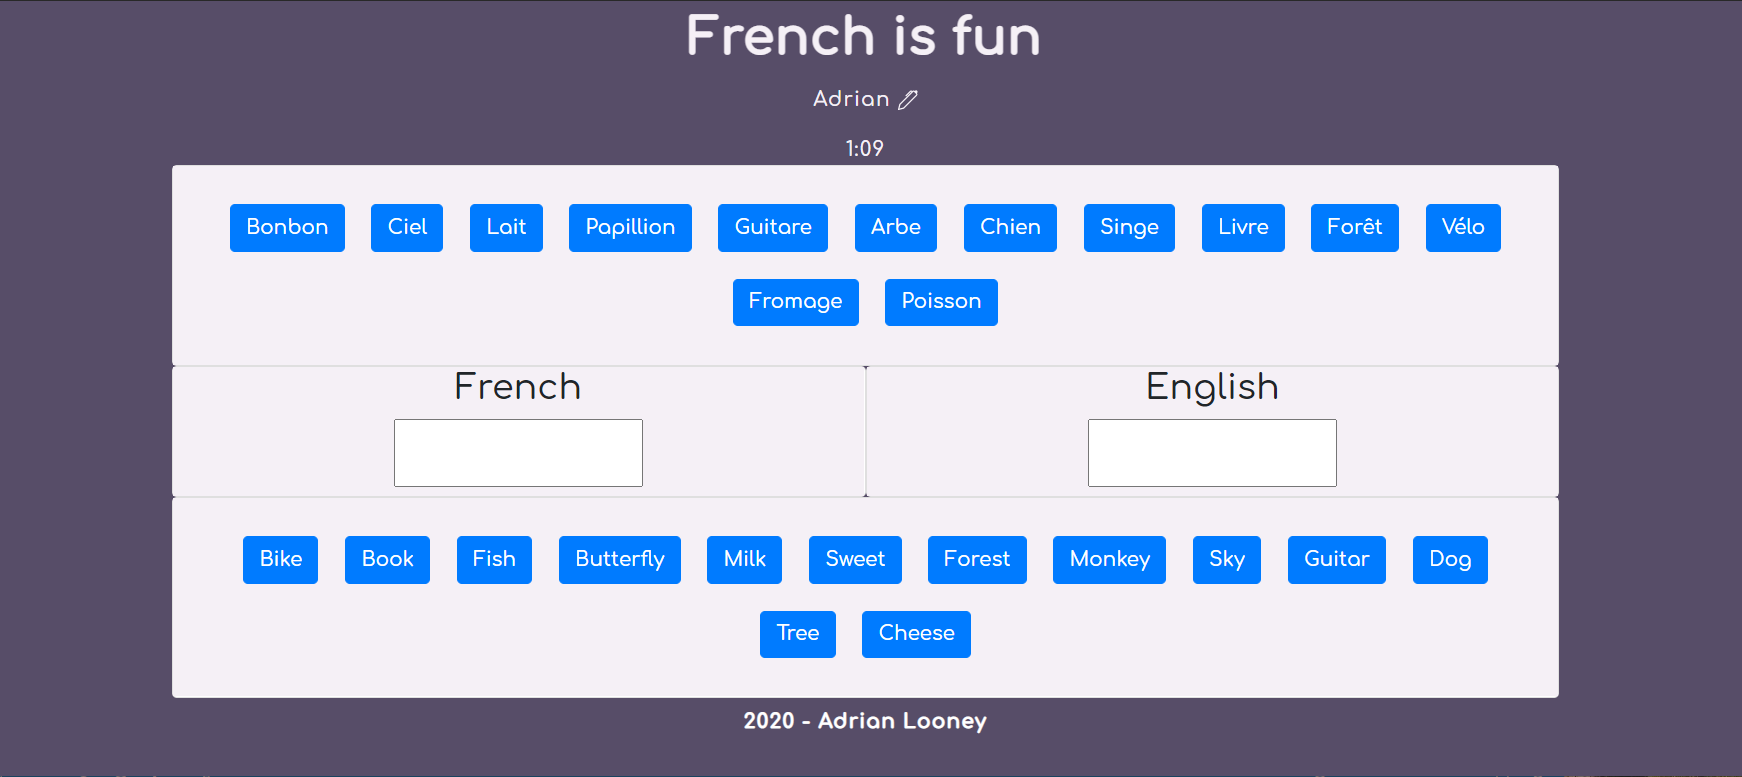 French is fun
Adrian
1:09
Bonbon Ciel Lait Papillion Guitare Arbe Chien Singe Livre Forêt Vélo
Fromage Poisson
French English
Bike Book Fish Butterfly Milk Sweet Forest Monkey Sky Guitar Dog
Tree Cheese
2020 - Adrian Looney